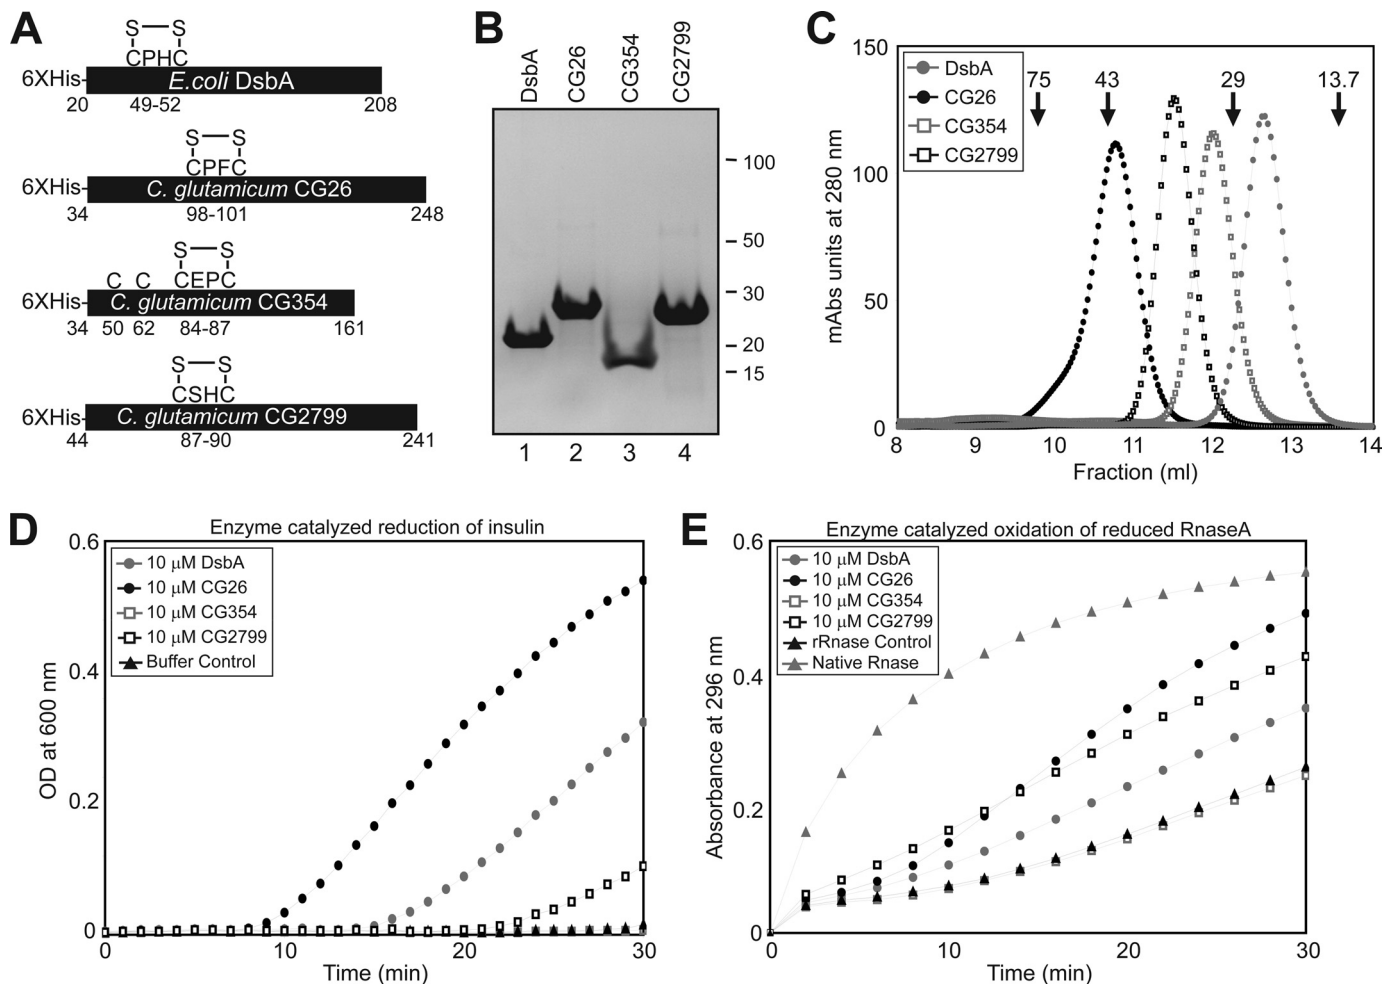 A
S S
CPHC
6XHis- E.coli DsbA
20 49-52 208
S S
CPFC
6XHis- C. glutamicum CG26
34 98-101 248
S S
C C CEPC
6XHis- C. glutamicum CG354
34 50 62 84-87 161
S S
CSHC
6XHis- C. glutamicum CG2799
44 87-90 241
B
DsbA
CG26
CG354
CG2799
100
50
30
20
15
1 2 3 4
C
mAbs units at 280 nm
150
100
50
0
DsbA
CG26
CG354
CG2799
75 43 29 13.7
8 9 10 11 12 13 14
Fraction (ml)
D
Enzyme catalyzed reduction of insulin
OD at 600 nm
0.6
0.4
0.2
0
10 µM DsbA
10 µM CG26
10 µM CG354
10 µM CG2799
Buffer Control
0 10 20 30
Time (min)
E
Enzyme catalyzed oxidation of reduced RnaseA
Absorbance at 296 nm
0.6
0.4
0.2
0
10 µM DsbA
10 µM CG26
10 µM CG354
10 µM CG2799
rRnase Control
Native Rnase
0 10 20 30
Time (min)